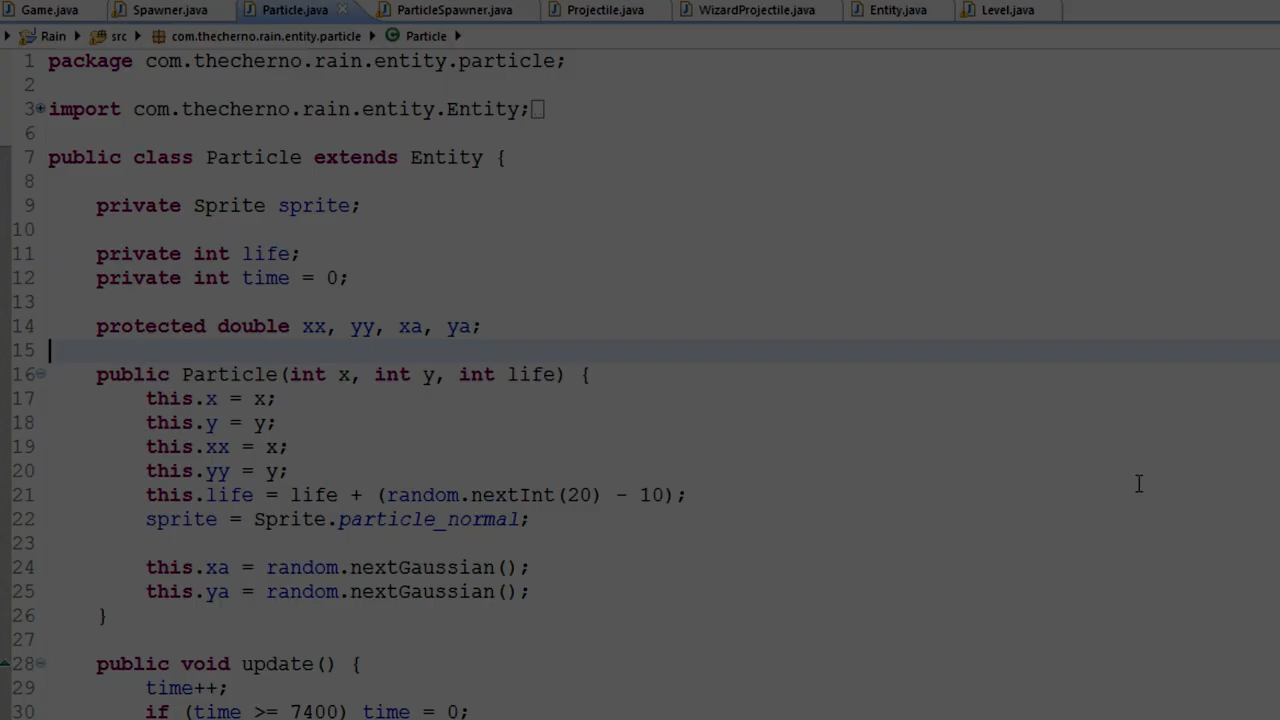 Game.java Spawner.java Particle.java ParticleSpawner.java Projectile.java WizardProjectile.java Entity.java Level.java
Rain src com.thecherno.rain.entity.particle Particle
1 package com.thecherno.rain.entity.particle;
2
3 import com.thecherno.rain.entity.Entity;
6
7 public class Particle extends Entity {
8
9 private Sprite sprite;
10
11 private int life;
12 private int time = 0;
13
14 protected double xx, yy, xa, ya;
15
16 public Particle(int x, int y, int life) {
17 this.x = x;
18 this.y = y;
19 this.xx = x;
20 this.yy = y;
21 this.life = life + (random.nextInt(20) - 10);
22 sprite = Sprite.particle_normal;
23
24 this.xa = random.nextGaussian();
25 this.ya = random.nextGaussian();
26 }
27
28 public void update() {
29 time++;
30 if (time >= 7400) time = 0;